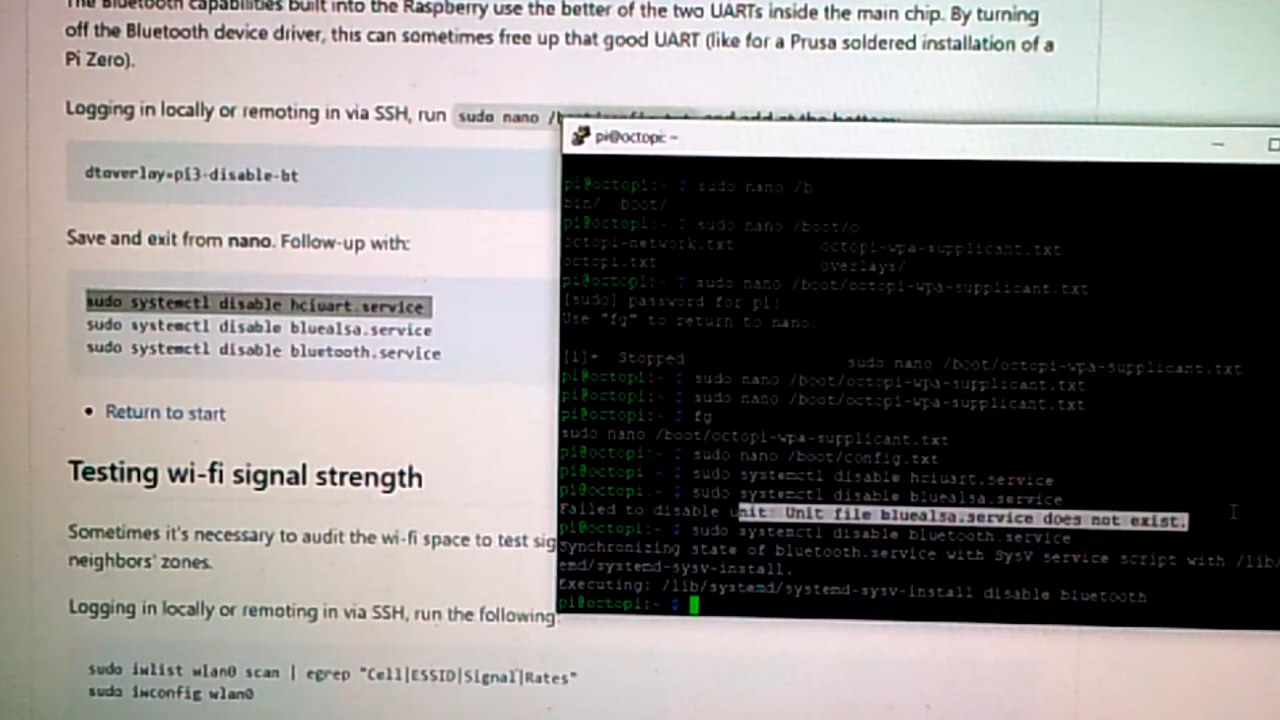 The Bluetooth capabilities built into the Raspberry use the better of the two UARTs inside the main chip. By turning
off the Bluetooth device driver, this can sometimes free up that good UART (like for a Prusa soldered installation of a
Pi Zero).
Logging in locally or remoting in via SSH, run sudo nano /b
dtoverlay=pi3-disable-bt
Save and exit from nano. Follow-up with:
sudo systemctl disable hciuart.service
sudo systemctl disable bluealsa.service
sudo systemctl disable bluetooth.service
• Return to start
Testing wi-fi signal strength
Sometimes it's necessary to audit the wi-fi space to test sig
neighbors' zones.
Logging in locally or remoting in via SSH, run the following:
sudo iwlist wlan0 scan | egrep "Cell|ESSID|Signal|Rates"
sudo iwconfig wlan0
pi@octopi: ~
pi@octopi:~ $ sudo nano /b
bin/ boot/
pi@octopi:~ $ sudo nano /boot/o
octopi-network.txt octopi-wpa-supplicant.txt
octopi.txt overlays/
pi@octopi:~ $ sudo nano /boot/octopi-wpa-supplicant.txt
[sudo] password for pi:
Use "fg" to return to nano.
[1]+ Stopped sudo nano /boot/octopi-wpa-supplicant.txt
pi@octopi:~ $ sudo nano /boot/octopi-wpa-supplicant.txt
pi@octopi:~ $ sudo nano /boot/octopi-wpa-supplicant.txt
pi@octopi:~ $ fg
sudo nano /boot/octopi-wpa-supplicant.txt
pi@octopi:~ $ sudo nano /boot/config.txt
pi@octopi:~ $ sudo systemctl disable hciuart.service
pi@octopi:~ $ sudo systemctl disable bluealsa.service
Failed to disable unit: Unit file bluealsa.service does not exist.
pi@octopi:~ $ sudo systemctl disable bluetooth.service
Synchronizing state of bluetooth.service with SysV service script with /lib/
emd/systemd-sysv-install.
Executing: /lib/systemd/systemd-sysv-install disable bluetooth
pi@octopi:~ $